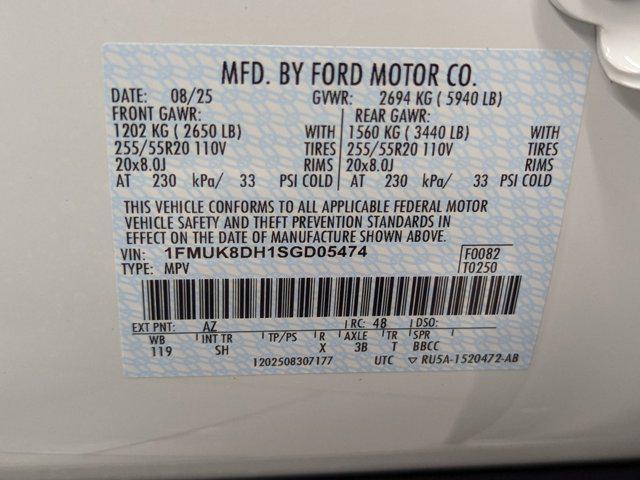 MFD. BY FORD MOTOR CO.
DATE: 08/25 GVWR: 2694 KG ( 5940 LB)
FRONT GAWR: REAR GAWR:
1202 KG ( 2650 LB) WITH 1560 KG ( 3440 LB) WITH
255/55R20 110V TIRES 255/55R20 110V TIRES
20x8.0J RIMS 20x8.0J RIMS
AT 230 kPa/ 33 PSI COLD AT 230 kPa/ 33 PSI COLD
THIS VEHICLE CONFORMS TO ALL APPLICABLE FEDERAL MOTOR
VEHICLE SAFETY AND THEFT PREVENTION STANDARDS IN
EFFECT ON THE DATE OF MANUFACTURE SHOWN ABOVE.
VIN: 1FMUK8DH1SGD05474 F0082
TYPE: MPV T0250
EXT PNT: AZ RC: 48 DSO:
WB INT TR TP/PS R AXLE TR SPR
119 SH X 3B T BBCC
1202508307177 UTC ▽ RU5A-1520472-AB